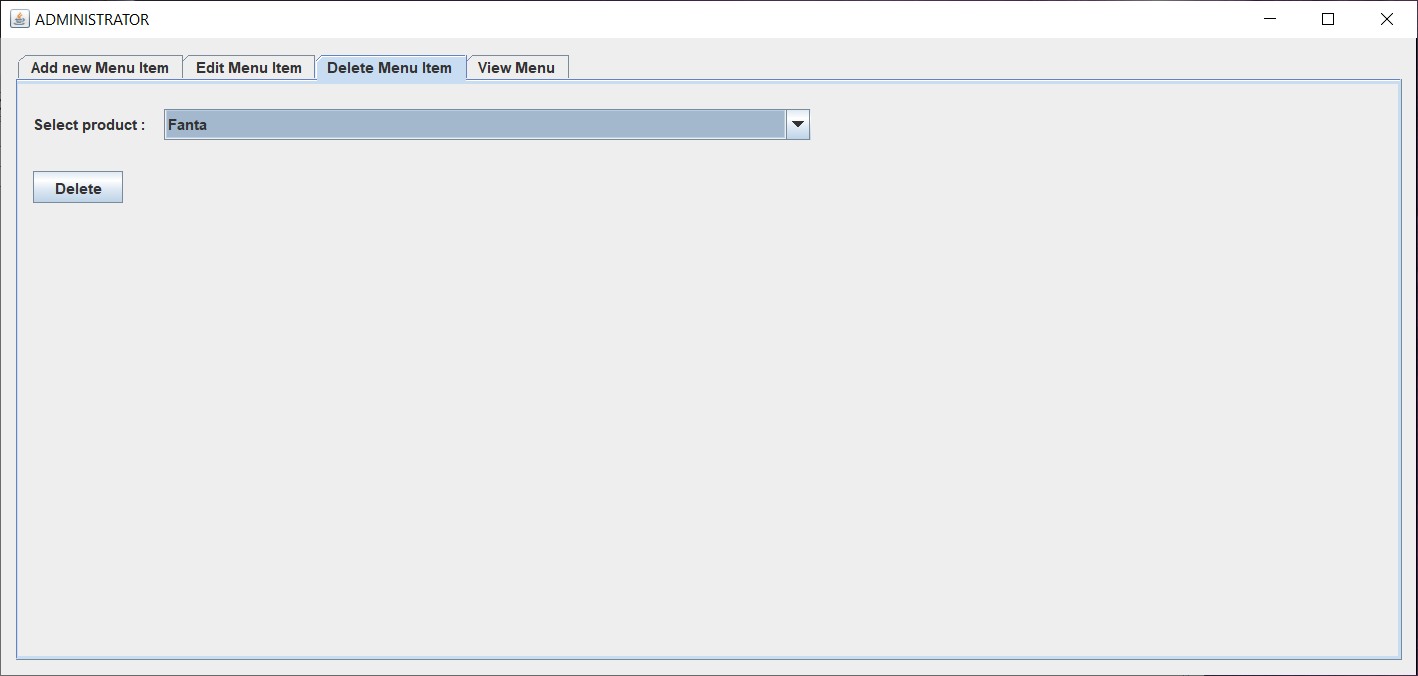 ADMINISTRATOR
Add new Menu Item Edit Menu Item Delete Menu Item View Menu
Select product : Fanta
Delete